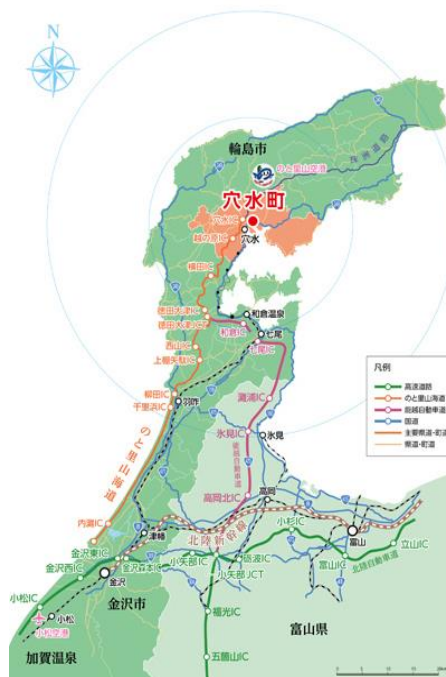 N
輪島市
珠洲道路
のと里山空港
穴水町
穴水IC
穴水
越の原IC
横田IC
徳田大津IC
徳田大津JCT
和倉温泉
和倉IC
七尾
七尾IC
西山IC
上棚矢駄IC
柳田IC
千里浜IC
羽咋
灘浦IC
のと里山海道
氷見IC
氷見
能越自動車道
高岡北IC
高岡
内灘IC
津幡
北陸新幹線
小杉IC
富山
金沢東IC
金沢西IC
金沢森本IC
金沢
小矢部IC
小矢部JCT
砺波IC
富山IC
立山IC
北陸自動車道
小松IC
小松
小松空港
金沢市
福光IC
富山県
加賀温泉
五箇山IC
凡例
高速道路
のと里山海道
能越自動車道
国道
主要県道・町道
県道・町道